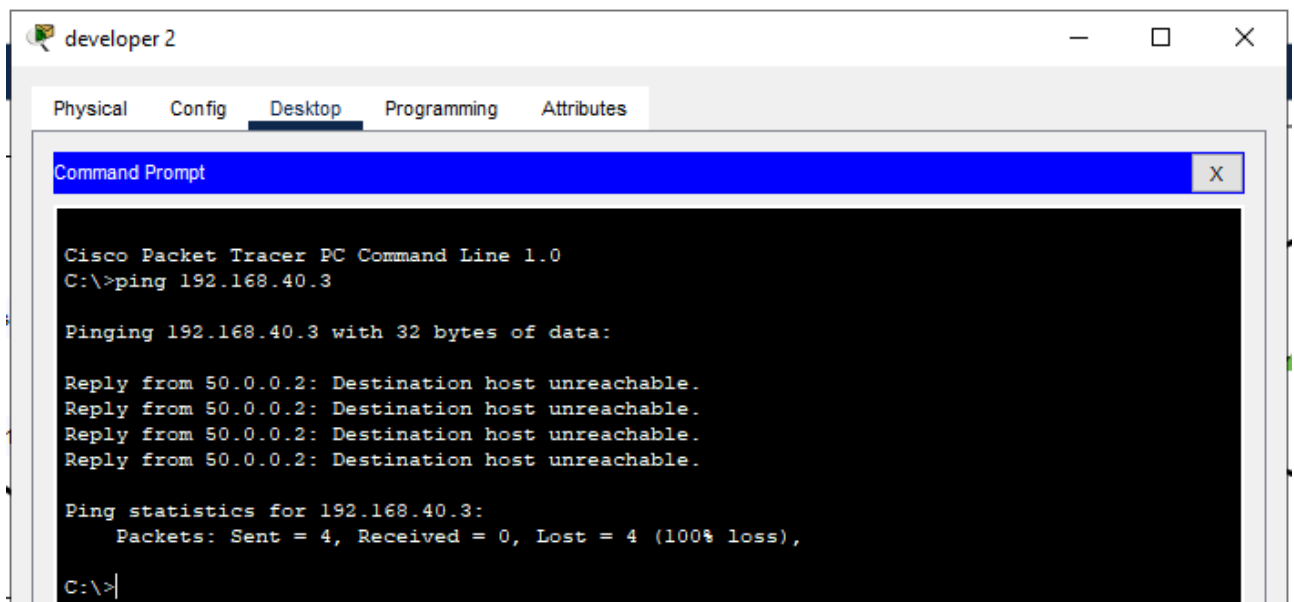 developer 2
Physical Config Desktop Programming Attributes
Command Prompt X
Cisco Packet Tracer PC Command Line 1.0
C:\>ping 192.168.40.3
Pinging 192.168.40.3 with 32 bytes of data:
Reply from 50.0.0.2: Destination host unreachable.
Reply from 50.0.0.2: Destination host unreachable.
Reply from 50.0.0.2: Destination host unreachable.
Reply from 50.0.0.2: Destination host unreachable.
Ping statistics for 192.168.40.3:
Packets: Sent = 4, Received = 0, Lost = 4 (100% loss),
C:\>